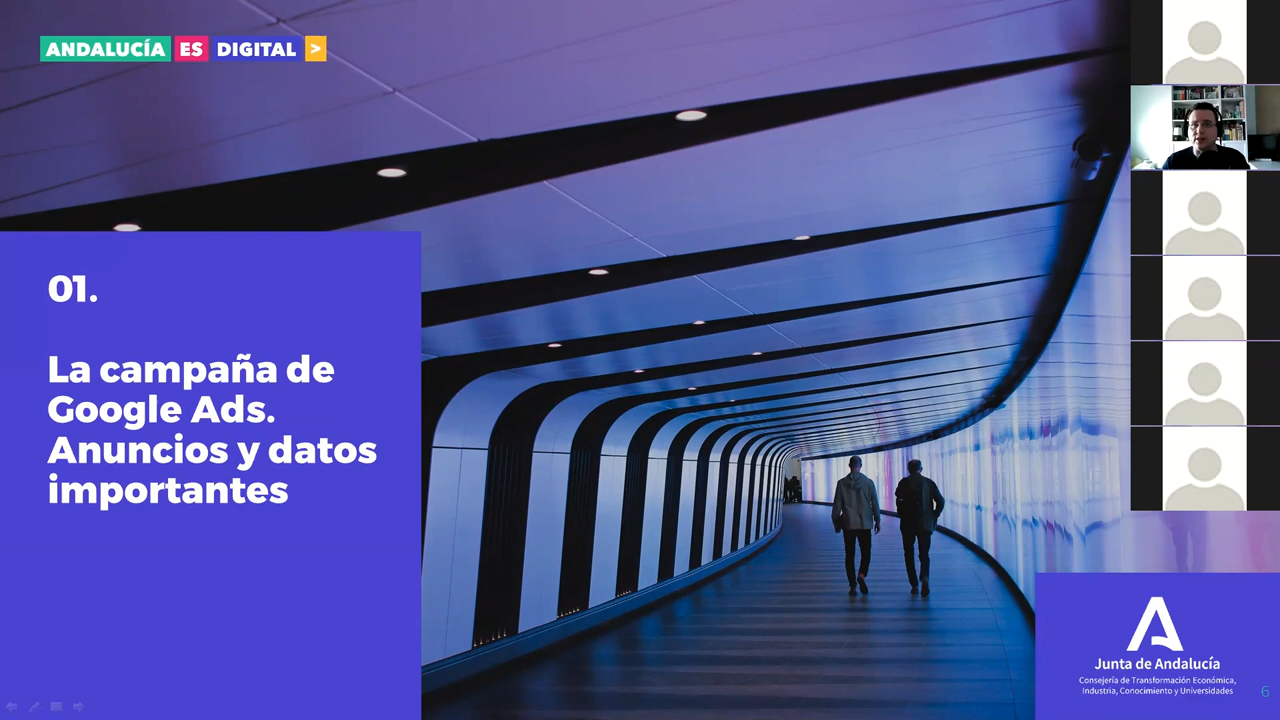 ANDALUCÍA ES DIGITAL >
01.
La campaña de
Google Ads.
Anuncios y datos
importantes
Junta de Andalucía
Consejería de Transformación Económica,
Industria, Conocimiento y Universidades
6